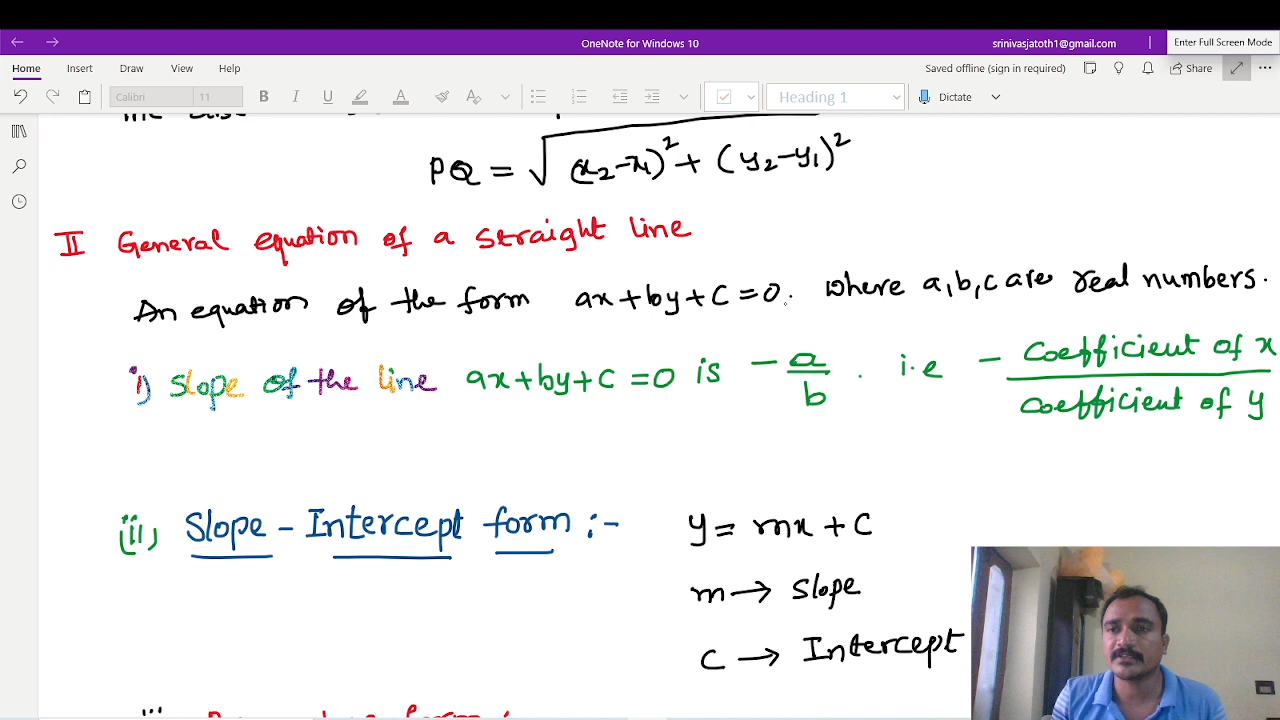 OneNote for Windows 10
srinivasjatoth1@gmail.com
Enter Full Screen Mode
Home Insert Draw View Help
Saved offline (sign in required)
Share
Calibri 11 B I U A Heading 1 Dictate
PQ = √(x₂-x₁)² + (y₂-y₁)²
II General equation of a straight line
An equation of the form ax+by+c=0. where a,b,c are real numbers.
i) slope of the line ax+by+c=0 is -a/b . i.e - coefficient of x / coefficient of y
(ii) Slope - Intercept form :- y = mx + c
m → slope
c → Intercept